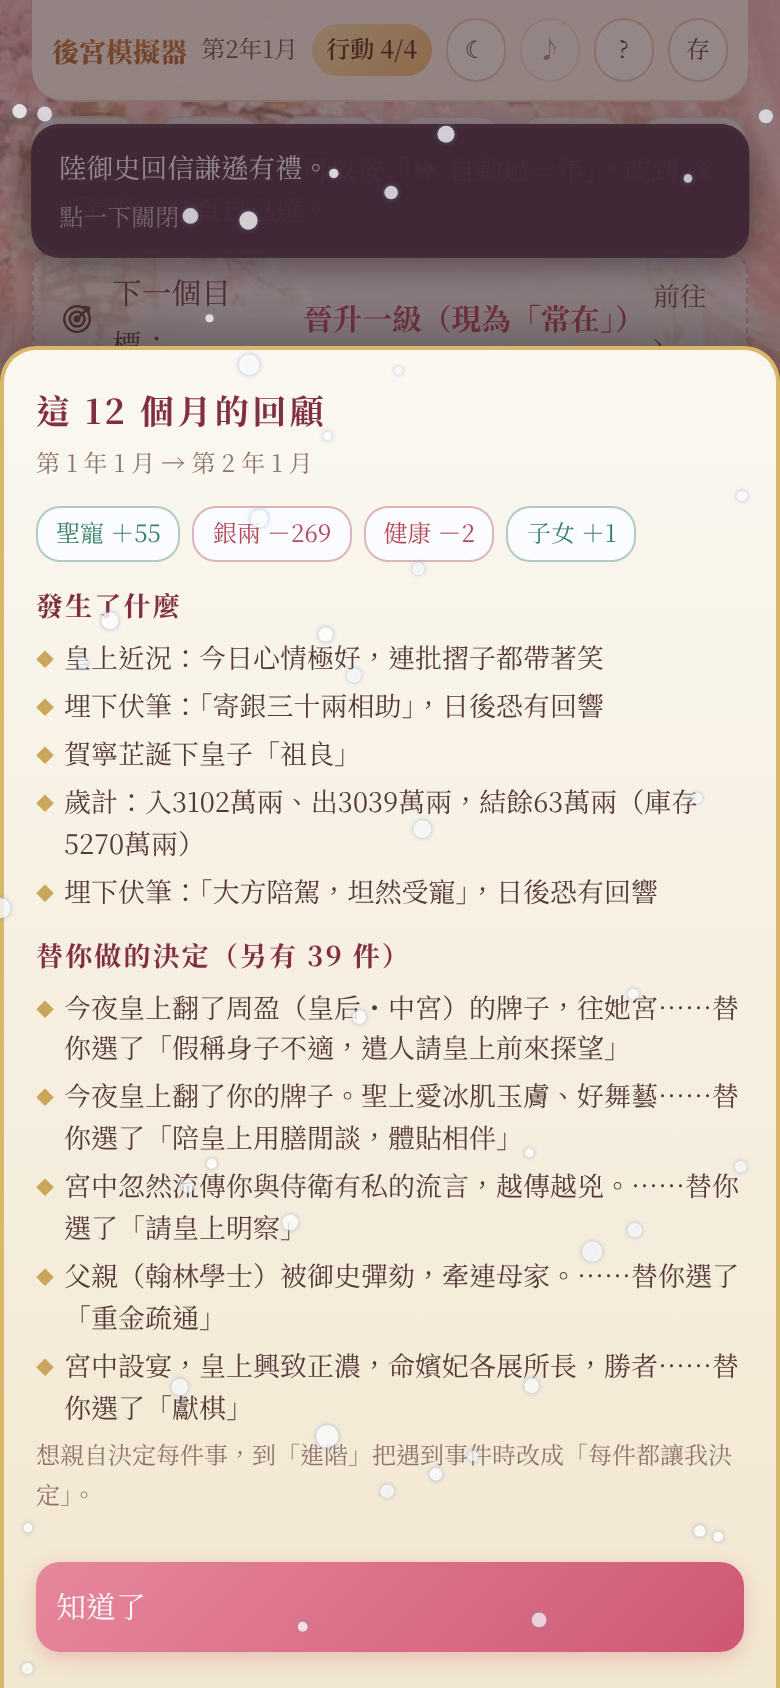 後宮模擬器 第2年1月 行動 4/4 ☾ ♪ ? 存
陸御史回信謙遜有禮。
點一下關閉
下一個目標：
晉升一級（現為「常在」）
前往
這 12 個月的回顧
第 1 年 1 月 → 第 2 年 1 月
聖寵 ＋55 銀兩 －269 健康 －2 子女 ＋1
發生了什麼
◆ 皇上近況：今日心情極好，連批摺子都帶著笑
◆ 埋下伏筆：「寄銀三十兩相助」，日後恐有回響
◆ 賀寧芷誕下皇子「祖良」
◆ 歲計：入3102萬兩、出3039萬兩，結餘63萬兩（庫存
5270萬兩）
◆ 埋下伏筆：「大方陪駕，坦然受寵」，日後恐有回響
替你做的決定（另有 39 件）
◆ 今夜皇上翻了周盈（皇后・中宮）的牌子，往她宮⋯⋯替
你選了「假稱身子不適，遣人請皇上前來探望」
◆ 今夜皇上翻了你的牌子。聖上愛冰肌玉膚、好舞藝⋯⋯替
你選了「陪皇上用膳閒談，體貼相伴」
◆ 宮中忽然流傳你與侍衛有私的流言，越傳越兇。⋯⋯替你
選了「請皇上明察」
◆ 父親（翰林學士）被御史彈劾，牽連母家。⋯⋯替你選了
「重金疏通」
◆ 宮中設宴，皇上興致正濃，命嬪妃各展所長，勝者⋯⋯替
你選了「獻棋」
想親自決定每件事，到「進階」把遇到事件時改成「每件都讓我決
定」。
知道了